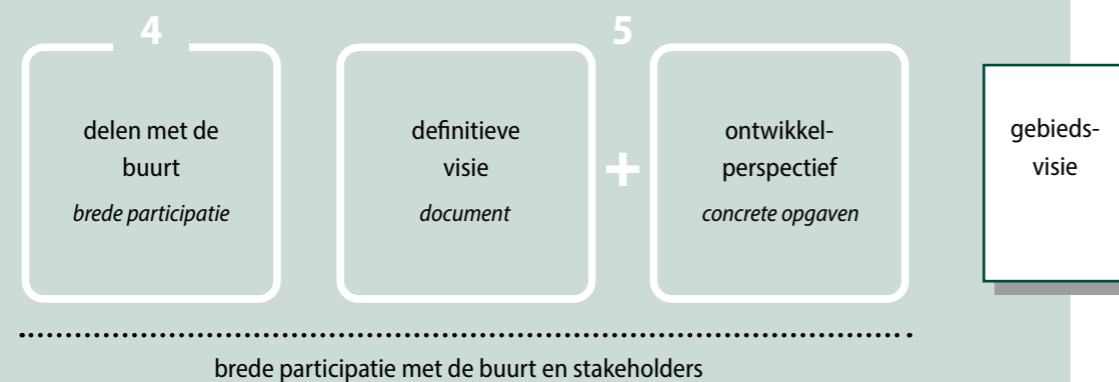 4
delen met de
buurt
brede participatie
5
definitieve
visie
document
+
ontwikkel-
perspectief
concrete opgaven
gebieds-
visie
brede participatie met de buurt en stakeholders